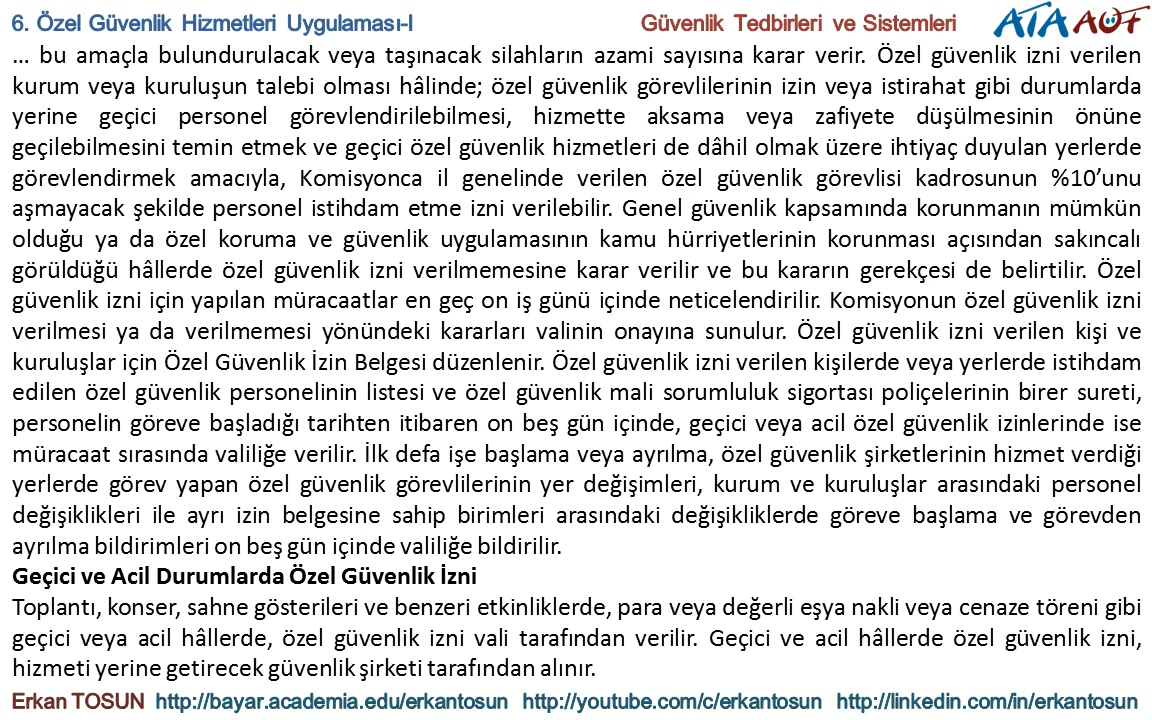 6. Özel Güvenlik Hizmetleri Uygulaması-I Güvenlik Tedbirleri ve Sistemleri ATA AÖF
... bu amaçla bulundurulacak veya taşınacak silahların azami sayısına karar verir. Özel güvenlik izni verilen
kurum veya kuruluşun talebi olması hâlinde; özel güvenlik görevlilerinin izin veya istirahat gibi durumlarda
yerine geçici personel görevlendirilebilmesi, hizmette aksama veya zafiyete düşülmesinin önüne
geçilebilmesini temin etmek ve geçici özel güvenlik hizmetleri de dâhil olmak üzere ihtiyaç duyulan yerlerde
görevlendirmek amacıyla, Komisyonca il genelinde verilen özel güvenlik görevlisi kadrosunun %10’unu
aşmayacak şekilde personel istihdam etme izni verilebilir. Genel güvenlik kapsamında korunmanın mümkün
olduğu ya da özel koruma ve güvenlik uygulamasının kamu hürriyetlerinin korunması açısından sakıncalı
görüldüğü hâllerde özel güvenlik izni verilmemesine karar verilir ve bu kararın gerekçesi de belirtilir. Özel
güvenlik izni için yapılan müracaatlar en geç on iş günü içinde neticelendirilir. Komisyonun özel güvenlik izni
verilmesi ya da verilmemesi yönündeki kararları valinin onayına sunulur. Özel güvenlik izni verilen kişi ve
kuruluşlar için Özel Güvenlik İzin Belgesi düzenlenir. Özel güvenlik izni verilen kişilerde veya yerlerde istihdam
edilen özel güvenlik personelinin listesi ve özel güvenlik mali sorumluluk sigortası poliçelerinin birer sureti,
personelin göreve başladığı tarihten itibaren on beş gün içinde, geçici veya acil özel güvenlik izinlerinde ise
müracaat sırasında valiliğe verilir. İlk defa işe başlama veya ayrılma, özel güvenlik şirketlerinin hizmet verdiği
yerlerde görev yapan özel güvenlik görevlilerinin yer değişimleri, kurum ve kuruluşlar arasındaki personel
değişiklikleri ile ayrı izin belgesine sahip birimleri arasındaki değişikliklerde göreve başlama ve görevden
ayrılma bildirimleri on beş gün içinde valiliğe bildirilir.
Geçici ve Acil Durumlarda Özel Güvenlik İzni
Toplantı, konser, sahne gösterileri ve benzeri etkinliklerde, para veya değerli eşya nakli veya cenaze töreni gibi
geçici veya acil hâllerde, özel güvenlik izni vali tarafından verilir. Geçici ve acil hâllerde özel güvenlik izni,
hizmeti yerine getirecek güvenlik şirketi tarafından alınır.
Erkan TOSUN http://bayar.academia.edu/erkantosun http://youtube.com/c/erkantosun http://linkedin.com/in/erkantosun